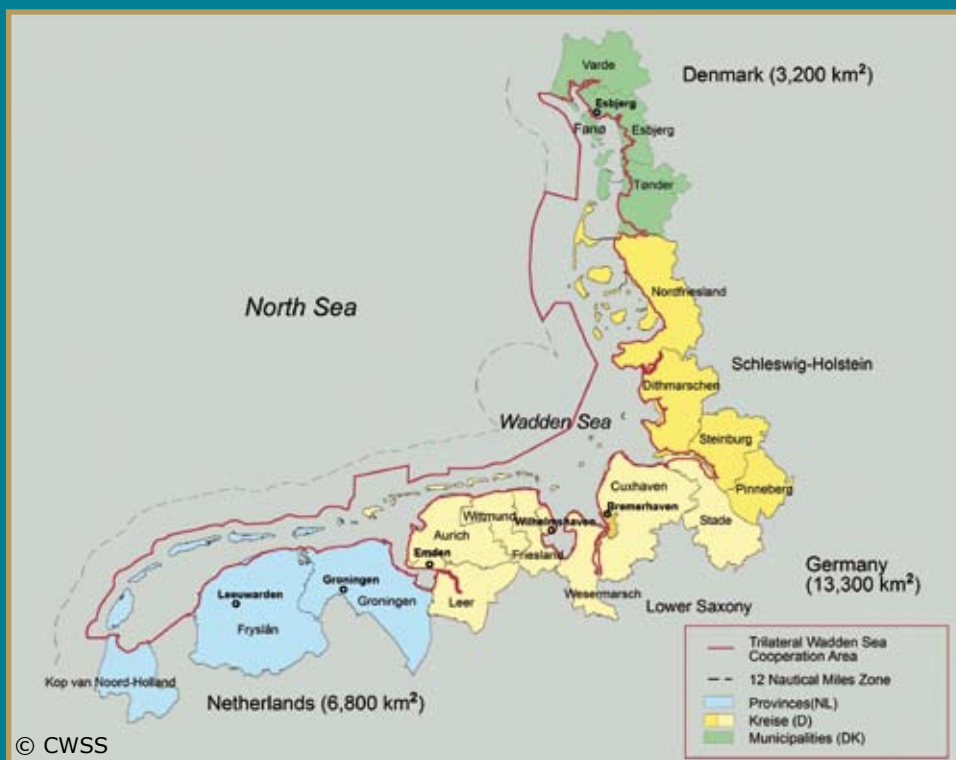 Varde
Denmark (3,200 km²)
Esbjerg
Fanø
Esbjerg
Tønder
North Sea
Nordfriesland
Schleswig-Holstein
Dithmarschen
Wadden Sea
Steinburg
Pinneberg
Cuxhaven
Bremerhaven
Stade
Wittmund
Wilhelmshaven
Aurich
Friesland
Emden
Germany
(13,300 km²)
Groningen
Leeuwarden
Groningen
Leer
Wesermarsch
Lower Saxony
Fryslân
Kop van Noord-Holland
Netherlands (6,800 km²)
Trilateral Wadden Sea
Cooperation Area
12 Nautical Miles Zone
Provinces(NL)
Kreise (D)
Municipalities (DK)
© CWSS